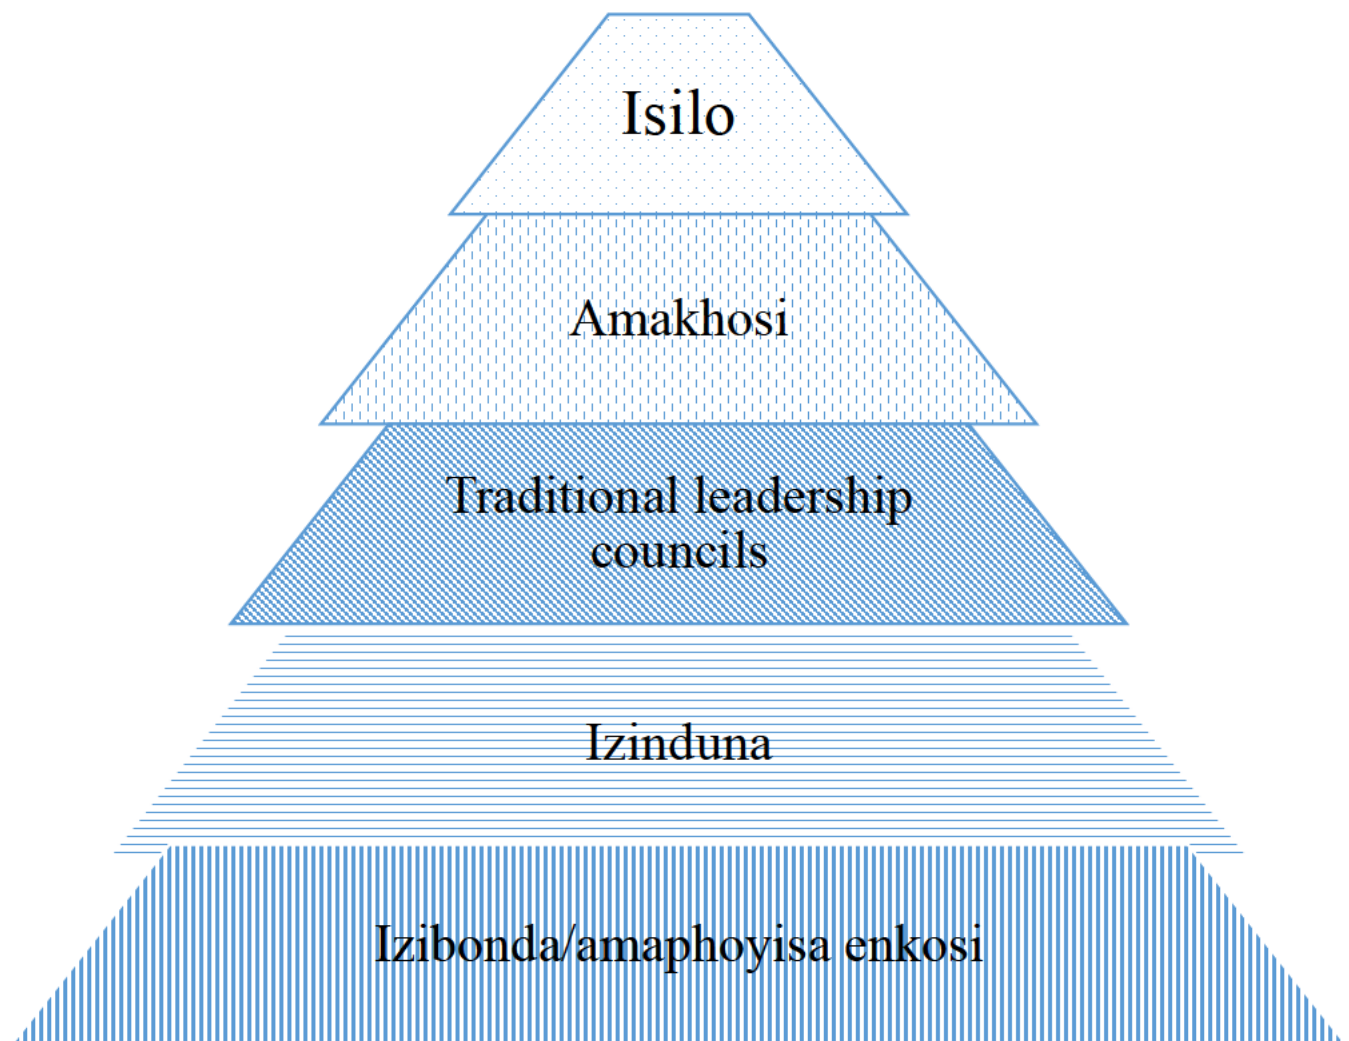 Isilo
Amakhosi
Traditional leadership
councils
Izinduna
Izibonda/amaphoyisa enkosi